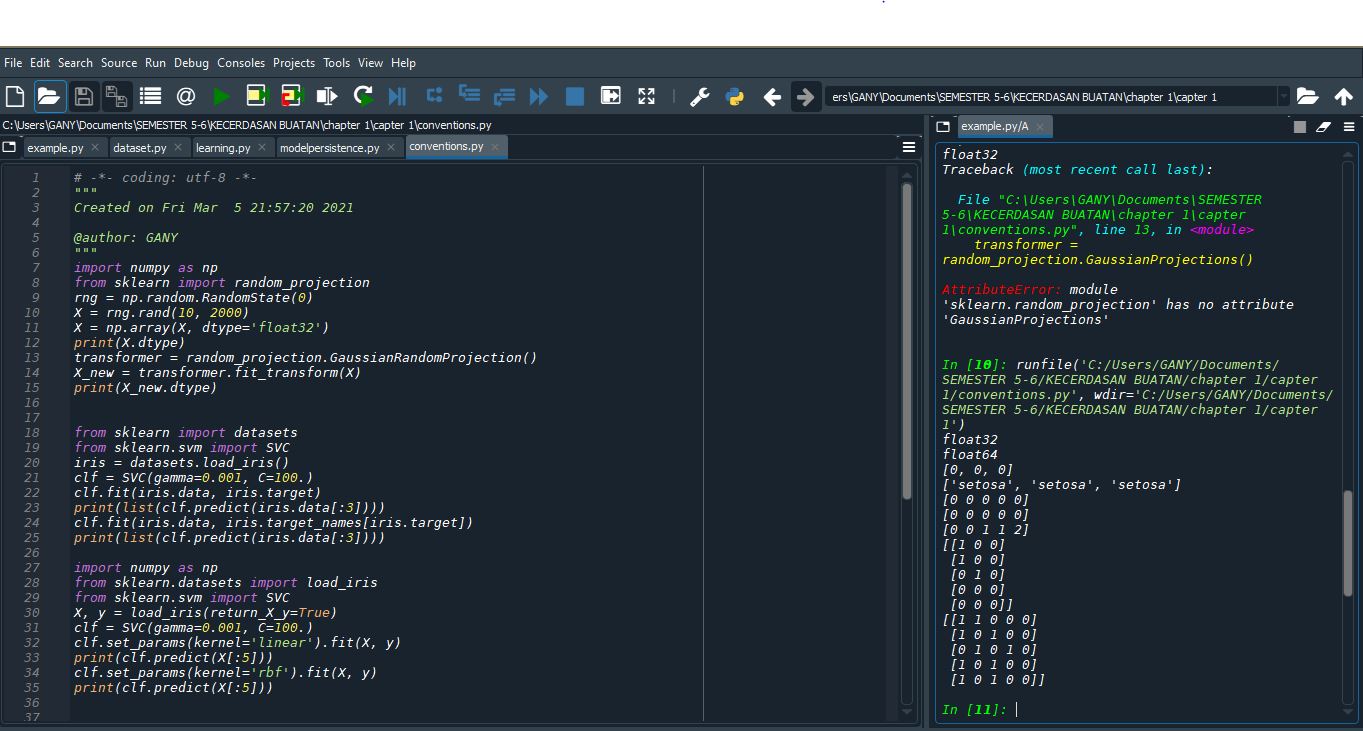 File Edit Search Source Run Debug Consoles Projects Tools View Help
ers\GANY\Documents\SEMESTER 5-6\KECERDASAN BUATAN\chapter 1\capter 1
C:\Users\GANY\Documents\SEMESTER 5-6\KECERDASAN BUATAN\chapter 1\capter 1\conventions.py
example.py dataset.py learning.py modelpersistence.py conventions.py
1 # -*- coding: utf-8 -*-
2 """
3 Created on Fri Mar  5 21:57:20 2021
4
5 @author: GANY
6 """
7 import numpy as np
8 from sklearn import random_projection
9 rng = np.random.RandomState(0)
10 X = rng.rand(10, 2000)
11 X = np.array(X, dtype='float32')
12 print(X.dtype)
13 transformer = random_projection.GaussianRandomProjection()
14 X_new = transformer.fit_transform(X)
15 print(X_new.dtype)
16
17
18 from sklearn import datasets
19 from sklearn.svm import SVC
20 iris = datasets.load_iris()
21 clf = SVC(gamma=0.001, C=100.)
22 clf.fit(iris.data, iris.target)
23 print(list(clf.predict(iris.data[:3])))
24 clf.fit(iris.data, iris.target_names[iris.target])
25 print(list(clf.predict(iris.data[:3])))
26
27 import numpy as np
28 from sklearn.datasets import load_iris
29 from sklearn.svm import SVC
30 X, y = load_iris(return_X_y=True)
31 clf = SVC(gamma=0.001, C=100.)
32 clf.set_params(kernel='linear').fit(X, y)
33 print(clf.predict(X[:5]))
34 clf.set_params(kernel='rbf').fit(X, y)
35 print(clf.predict(X[:5]))
36
37
example.py/A
float32
Traceback (most recent call last):
File "C:\Users\GANY\Documents\SEMESTER
5-6\KECERDASAN BUATAN\chapter 1\capter
1\conventions.py", line 13, in <module>
transformer =
random_projection.GaussianProjections()
AttributeError: module
'sklearn.random_projection' has no attribute
'GaussianProjections'
In [10]: runfile('C:/Users/GANY/Documents/
SEMESTER 5-6/KECERDASAN BUATAN/chapter 1/capter
1/conventions.py', wdir='C:/Users/GANY/Documents/
SEMESTER 5-6/KECERDASAN BUATAN/chapter 1/capter
1')
float32
float64
[0, 0, 0]
['setosa', 'setosa', 'setosa']
[0 0 0 0 0]
[0 0 0 0 0]
[0 0 1 1 2]
[[1 0 0]
[1 0 0]
[0 1 0]
[0 0 0]
[0 0 0]]
[[1 1 0 0 0]
[1 0 1 0 0]
[0 1 0 1 0]
[1 0 1 0 0]
[1 0 1 0 0]]
In [11]: